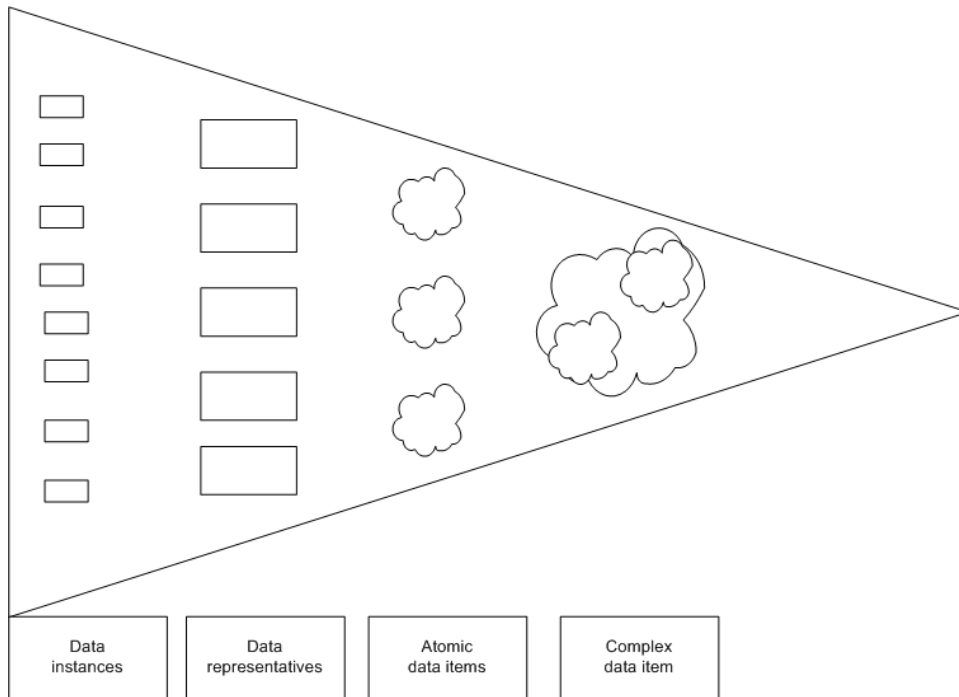 Data
instances
Data
representatives
Atomic
data items
Complex
data item